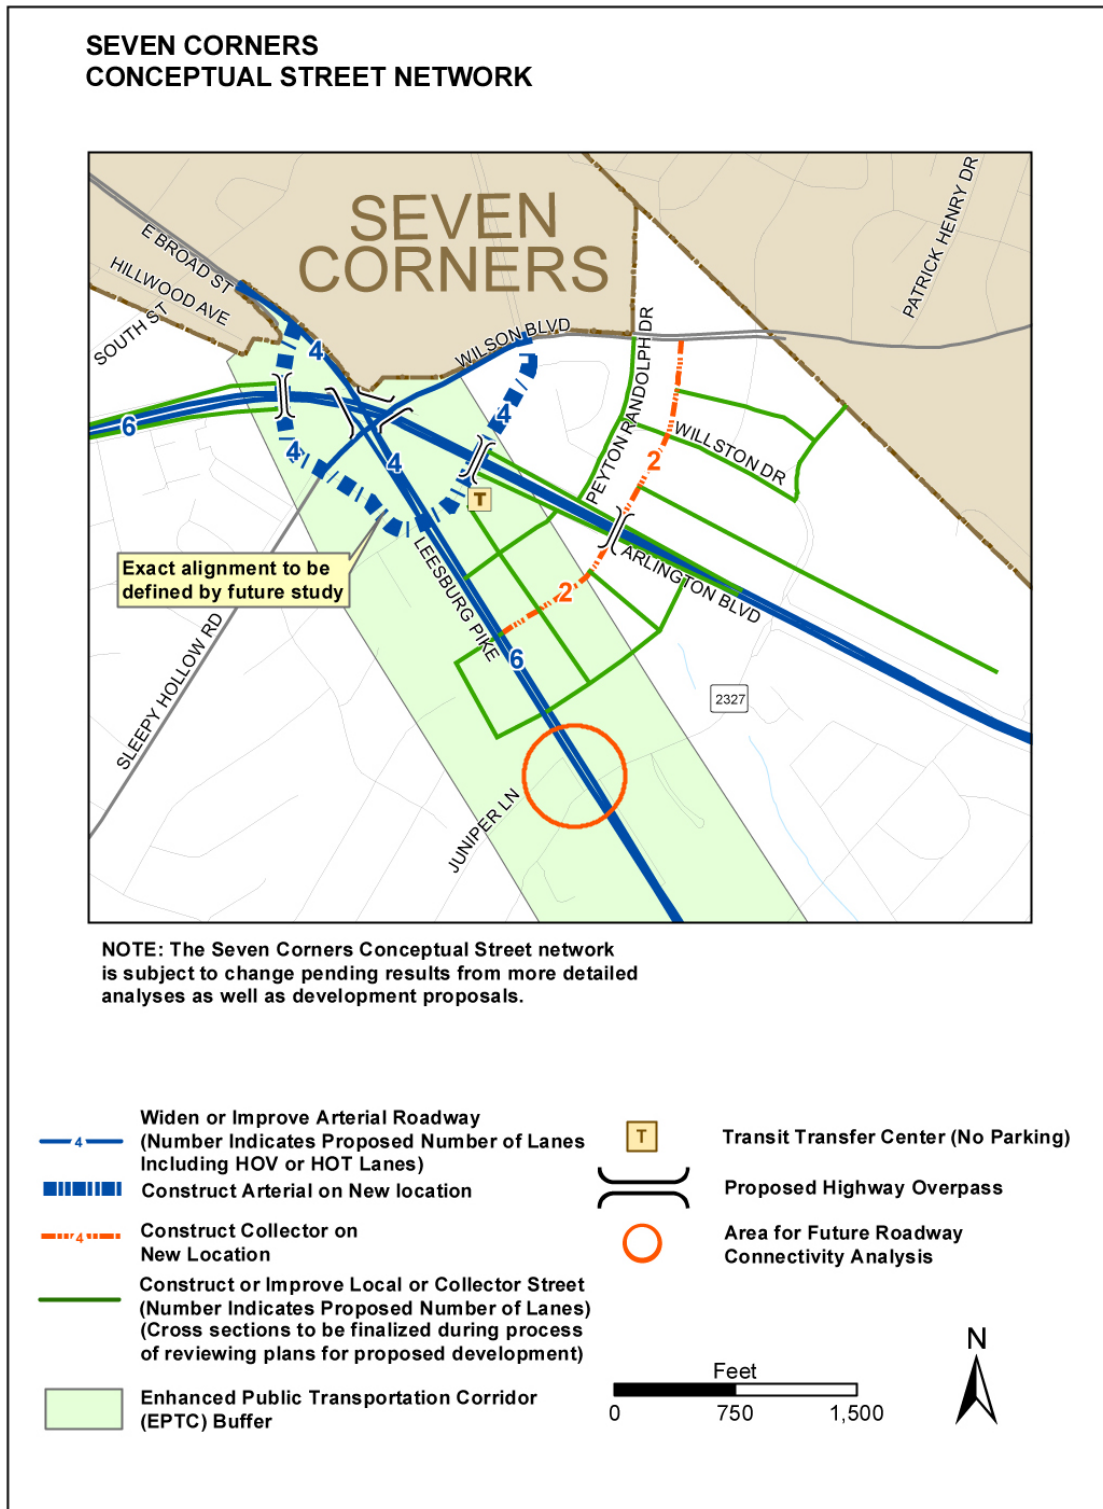 SEVEN CORNERS
CONCEPTUAL STREET NETWORK
SEVEN
CORNERS
PATRICK HENRY DR
E BROAD ST
HILLWOOD AVE
SOUTH ST
WILSON BLVD
PEYTON RANDOLPH DR
WILLSTON DR
4
6
4
4
4
2
T
Exact alignment to be
defined by future study
LEESBURG PIKE
ARLINGTON BLVD
2
6
SLEEPY HOLLOW RD
2327
JUNIPER LN
NOTE: The Seven Corners Conceptual Street network
is subject to change pending results from more detailed
analyses as well as development proposals.
4
Widen or Improve Arterial Roadway
(Number Indicates Proposed Number of Lanes
Including HOV or HOT Lanes)
Construct Arterial on New location
4
Construct Collector on
New Location
Construct or Improve Local or Collector Street
(Number Indicates Proposed Number of Lanes)
(Cross sections to be finalized during process
of reviewing plans for proposed development)
Enhanced Public Transportation Corridor
(EPTC) Buffer
T
Transit Transfer Center (No Parking)
Proposed Highway Overpass
Area for Future Roadway
Connectivity Analysis
Feet
0 750 1,500
N